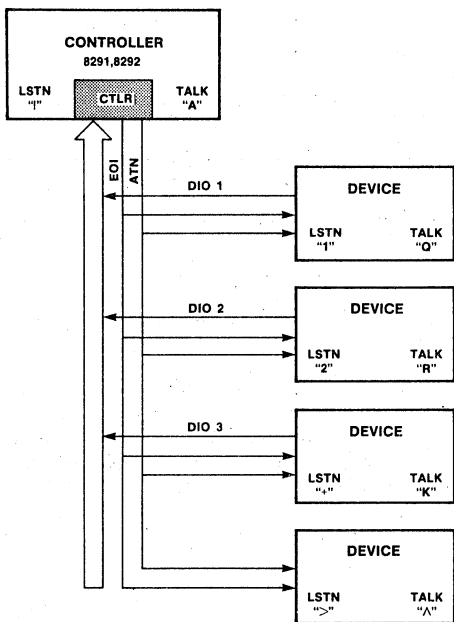 CONTROLLER
8291,8292
LSTN
"!"
CTLR
TALK
"A"
EOI
ATN
DIO 1
DEVICE
LSTN
"1"
TALK
"Q"
DIO 2
DEVICE
LSTN
"2"
TALK
"R"
DIO 3
DEVICE
LSTN
"+"
TALK
"K"
DEVICE
LSTN
">"
TALK
"^"